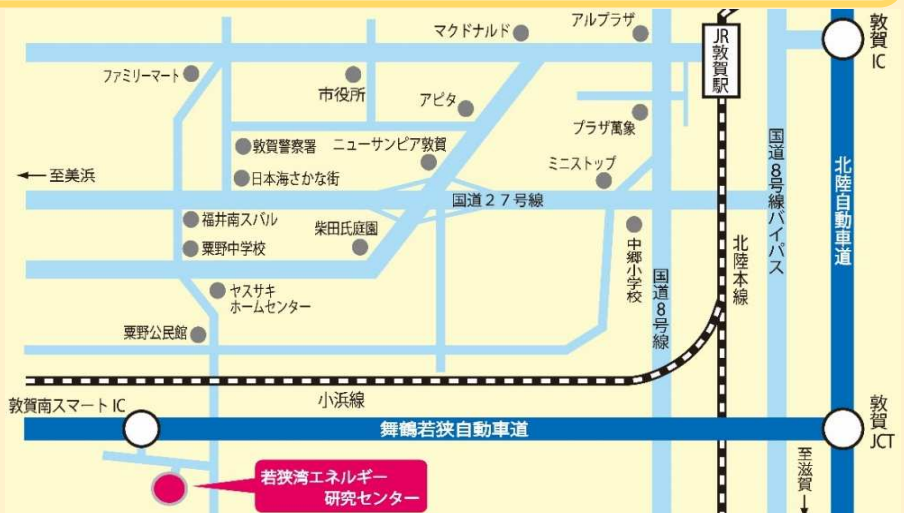 マクドナルド
アルプラザ
JR敦賀駅
敦賀
IC
ファミリーマート
市役所
アピタ
プラザ萬象
国道8号線バイパス
北陸自動車道
敦賀警察署
ニューサンピア敦賀
ミニストップ
←至美浜
日本海さかな街
国道27号線
福井南スバル
柴田氏庭園
粟野中学校
中郷小学校
国道8号線
北陸本線
ヤスサキ
ホームセンター
粟野公民館
小浜線
敦賀南スマートIC
舞鶴若狭自動車道
敦賀
JCT
至滋賀→
若狭湾エネルギー
研究センター